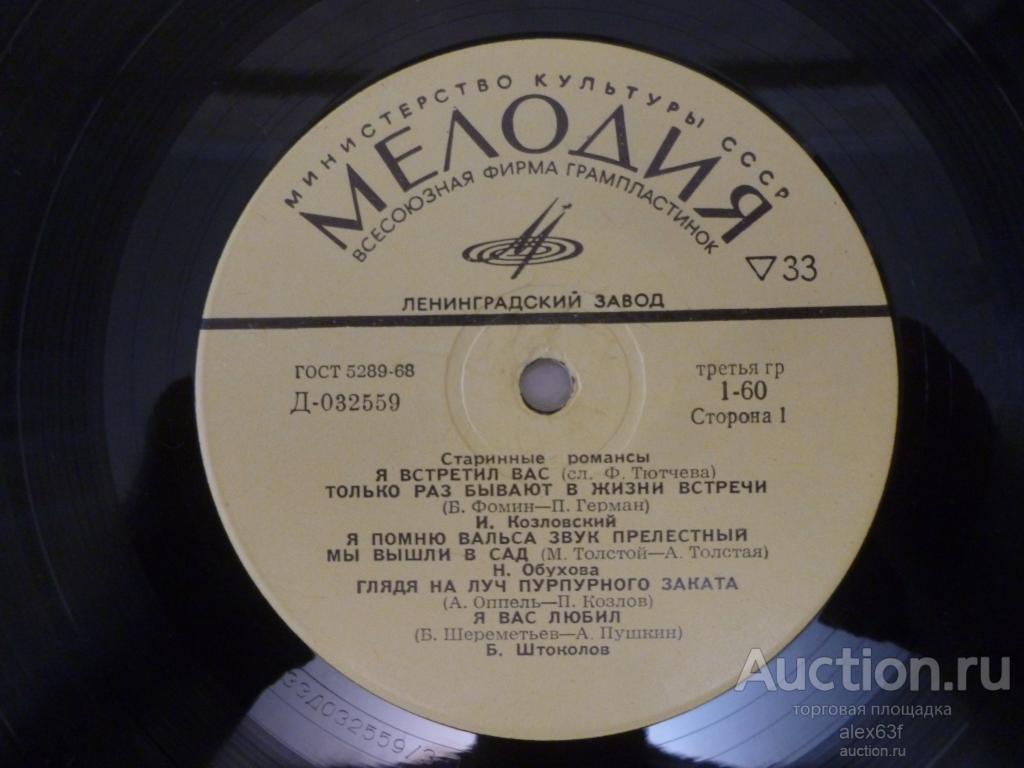 МИНИСТЕРСТВО КУЛЬТУРЫ СССР
МЕЛОДИЯ
ВСЕСОЮЗНАЯ ФИРМА ГРАМПЛАСТИНОК
33
ЛЕНИНГРАДСКИЙ ЗАВОД
ГОСТ 5289-68
третья гр
Д-032559
1-60
Сторона 1
Старинные романсы
Я ВСТРЕТИЛ ВАС (сл. Ф. Тютчева)
ТОЛЬКО РАЗ БЫВАЮТ В ЖИЗНИ ВСТРЕЧИ
(Б. Фомин—П. Герман)
И. Козловский
Я ПОМНЮ ВАЛЬСА ЗВУК ПРЕЛЕСТНЫЙ
МЫ ВЫШЛИ В САД (М. Толстой—А. Толстая)
Н. Обухова
ГЛЯДЯ НА ЛУЧ ПУРПУРНОГО ЗАКАТА
(А. Оппель—П. Козлов)
Я ВАС ЛЮБИЛ
(Б. Шереметьев—А. Пушкин)
Б. Штоколов
33Д032559/3
Auction.ru
торговая площадка
alex63f
auction.ru